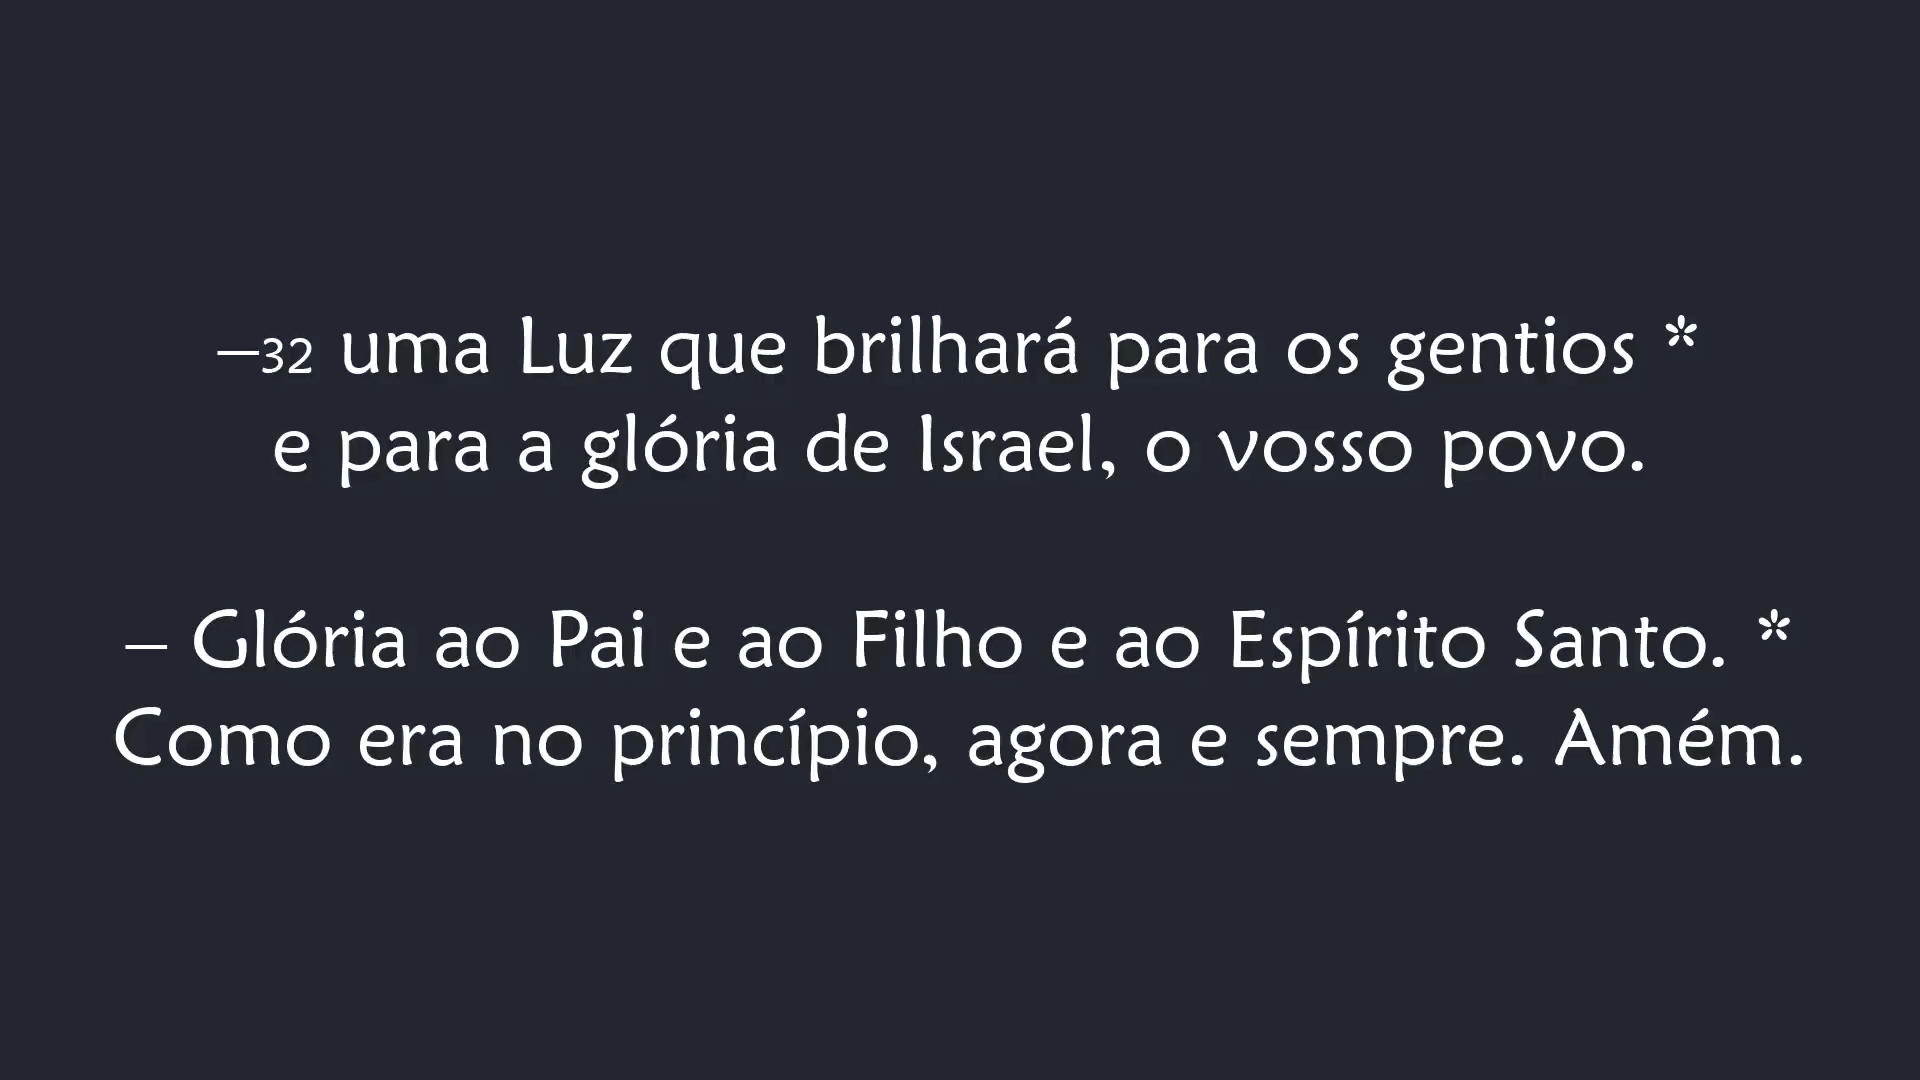 –32 uma Luz que brilhará para os gentios *
e para a glória de Israel, o vosso povo.
– Glória ao Pai e ao Filho e ao Espírito Santo. *
Como era no princípio, agora e sempre. Amém.